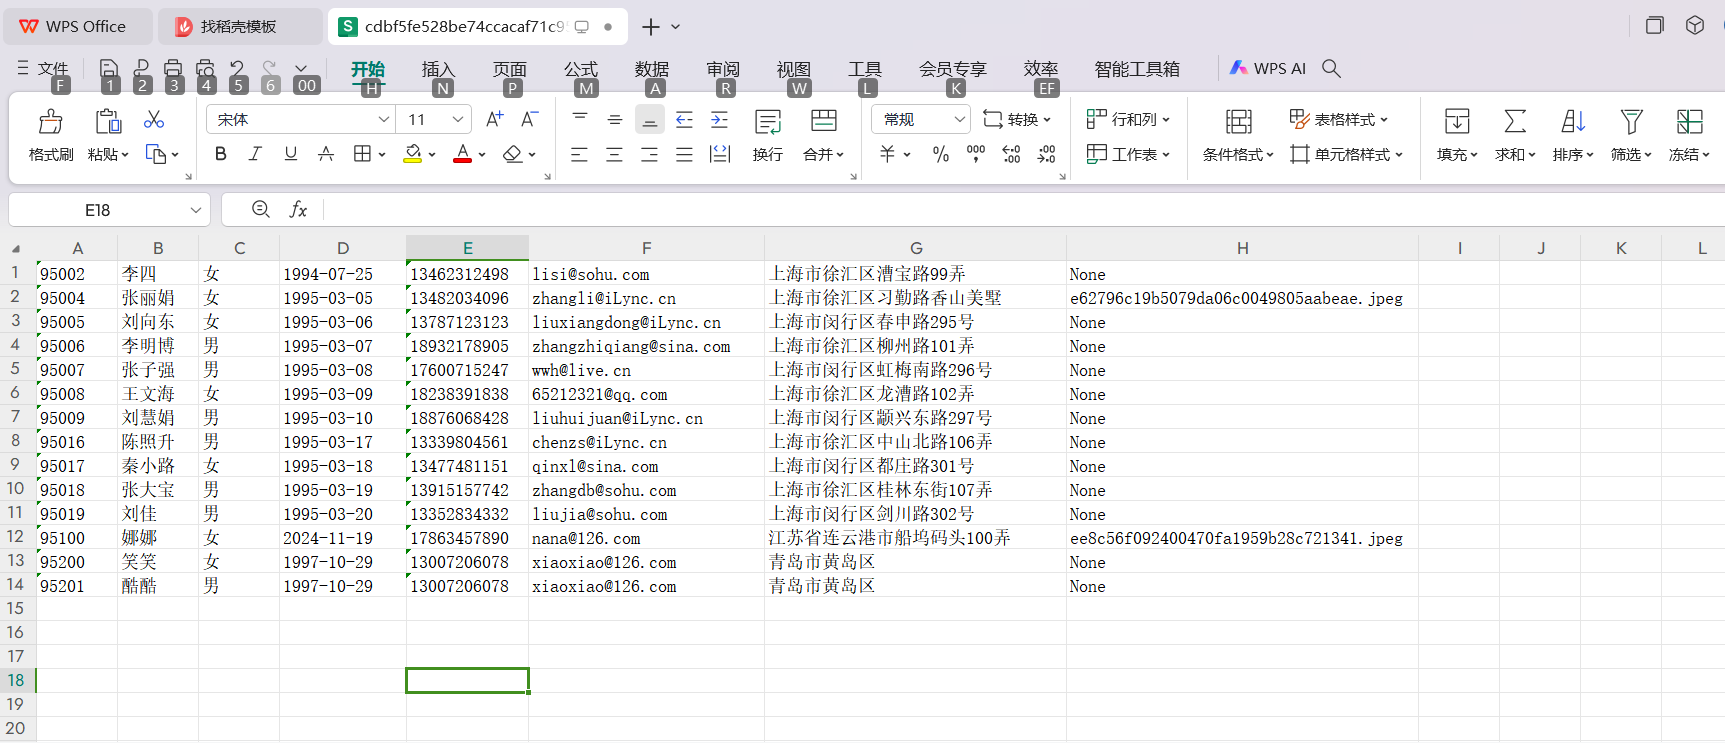 WPS Office 找稻壳模板 S cdbf5fe528be74ccacaf71c9
文件 开始 插入 页面 公式 数据 审阅 视图 工具 会员专享 效率 智能工具箱 WPS AI
F 1 2 3 4 5 6 00 H N P M A R W L K EF
宋体 11 A+ A- 换行 合并 常规 转换 行和列 条件格式 表格样式 填充 求和 排序 筛选 冻结
格式刷 粘贴 B I U A A 羊 % 000 工作表 单元格样式
E18 fx
A B C D E F G H I J K L
1 95002 李四 女 1994-07-25 13462312498 lisi@sohu.com 上海市徐汇区漕宝路99弄 None
2 95004 张丽娟 女 1995-03-05 13482034096 zhangli@iLync.cn 上海市徐汇区习勤路香山美墅 e62796c19b5079da06c0049805aabeae.jpeg
3 95005 刘向东 女 1995-03-06 13787123123 liuxiangdong@iLync.cn 上海市闵行区春申路295号 None
4 95006 李明博 男 1995-03-07 18932178905 zhangzhiqiang@sina.com 上海市徐汇区柳州路101弄 None
5 95007 张子强 男 1995-03-08 17600715247 wwh@live.cn 上海市闵行区虹梅南路296号 None
6 95008 王文海 女 1995-03-09 18238391838 65212321@qq.com 上海市徐汇区龙漕路102弄 None
7 95009 刘慧娟 男 1995-03-10 18876068428 liuhuijuan@iLync.cn 上海市闵行区颛兴东路297号 None
8 95016 陈照升 男 1995-03-17 13339804561 chenzs@iLync.cn 上海市徐汇区中山北路106弄 None
9 95017 秦小路 女 1995-03-18 13477481151 qinxl@sina.com 上海市闵行区都庄路301号 None
10 95018 张大宝 男 1995-03-19 13915157742 zhangdb@sohu.com 上海市徐汇区桂林东街107弄 None
11 95019 刘佳 男 1995-03-20 13352834332 liujia@sohu.com 上海市闵行区剑川路302号 None
12 95100 娜娜 女 2024-11-19 17863457890 nana@126.com 江苏省连云港市船坞码头100弄 ee8c56f092400470fa1959b28c721341.jpeg
13 95200 笑笑 女 1997-10-29 13007206078 xiaoxiao@126.com 青岛市黄岛区 None
14 95201 酷酷 男 1997-10-29 13007206078 xiaoxiao@126.com 青岛市黄岛区 None
15
16
17
18
19
20